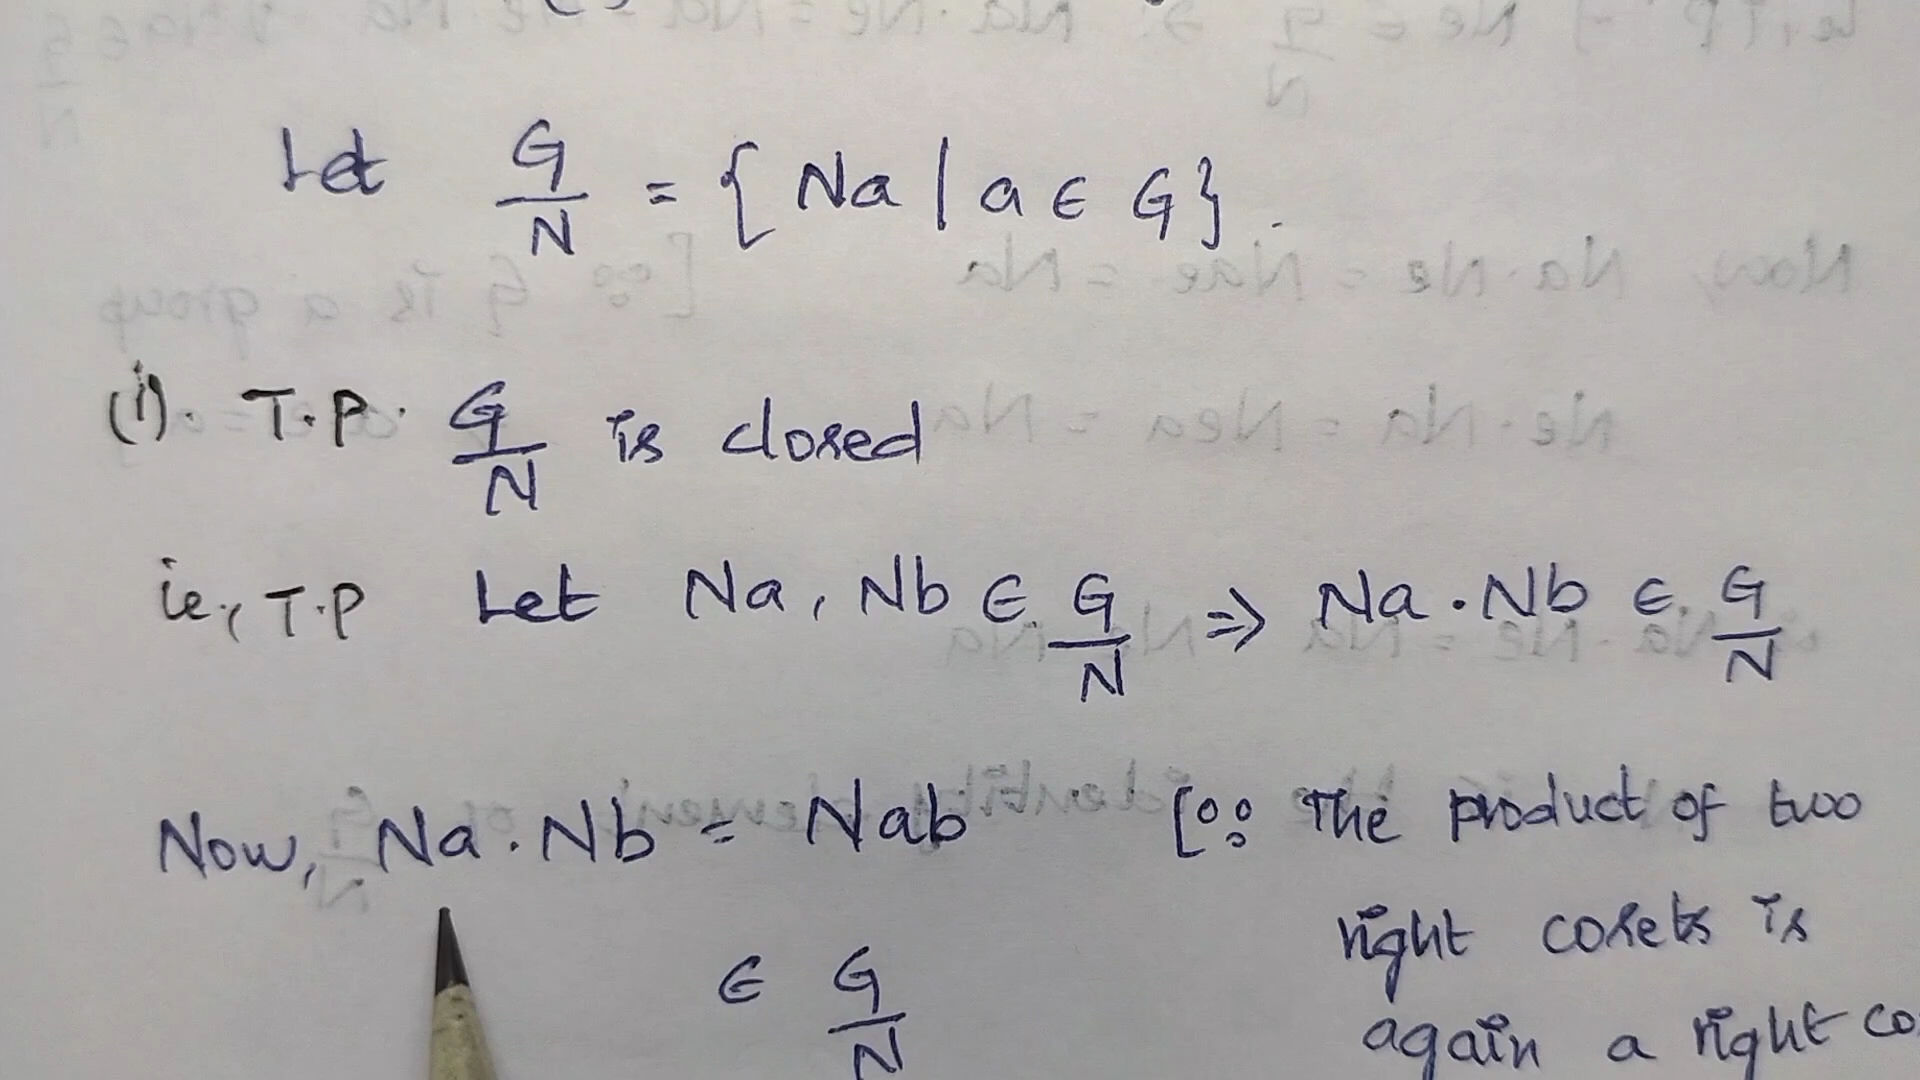 Let G/N = { Na | a ∈ G }.
(i). T.P. G/N is closed
ie., T.P Let Na, Nb ∈ G/N ⇒ Na . Nb ∈ G/N
Now, Na . Nb = Nab [∵ The product of two
right cosets is
∈ G/N
again a right